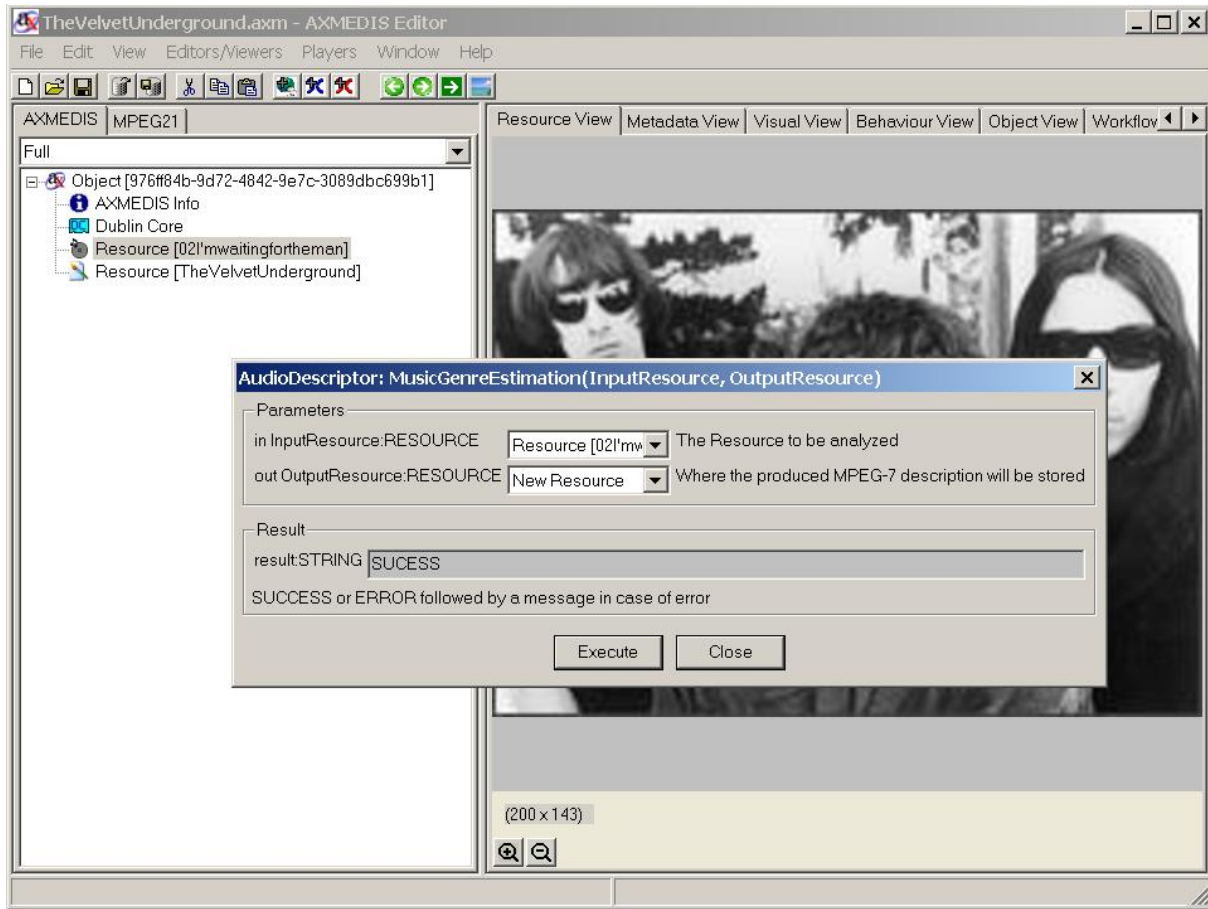 TheVelvetUnderground.axm - AXMEDIS Editor
File Edit View Editors/Viewers Players Window Help
AXMEDIS MPEG21
Resource View Metadata View Visual View Behaviour View Object View Workflow
Full
Object [976ff84b-9d72-4842-9e7c-3089dbc699b1]
AXMEDIS Info
DC Dublin Core
Resource [02I'mwaitingfortheman]
Resource [TheVelvetUnderground]
AudioDescriptor: MusicGenreEstimation(InputResource, OutputResource)
Parameters
in InputResource:RESOURCE Resource [02I'mw The Resource to be analyzed
out OutputResource:RESOURCE New Resource Where the produced MPEG-7 description will be stored
Result
result:STRING SUCESS
SUCCESS or ERROR followed by a message in case of error
Execute Close
(200 x 143)